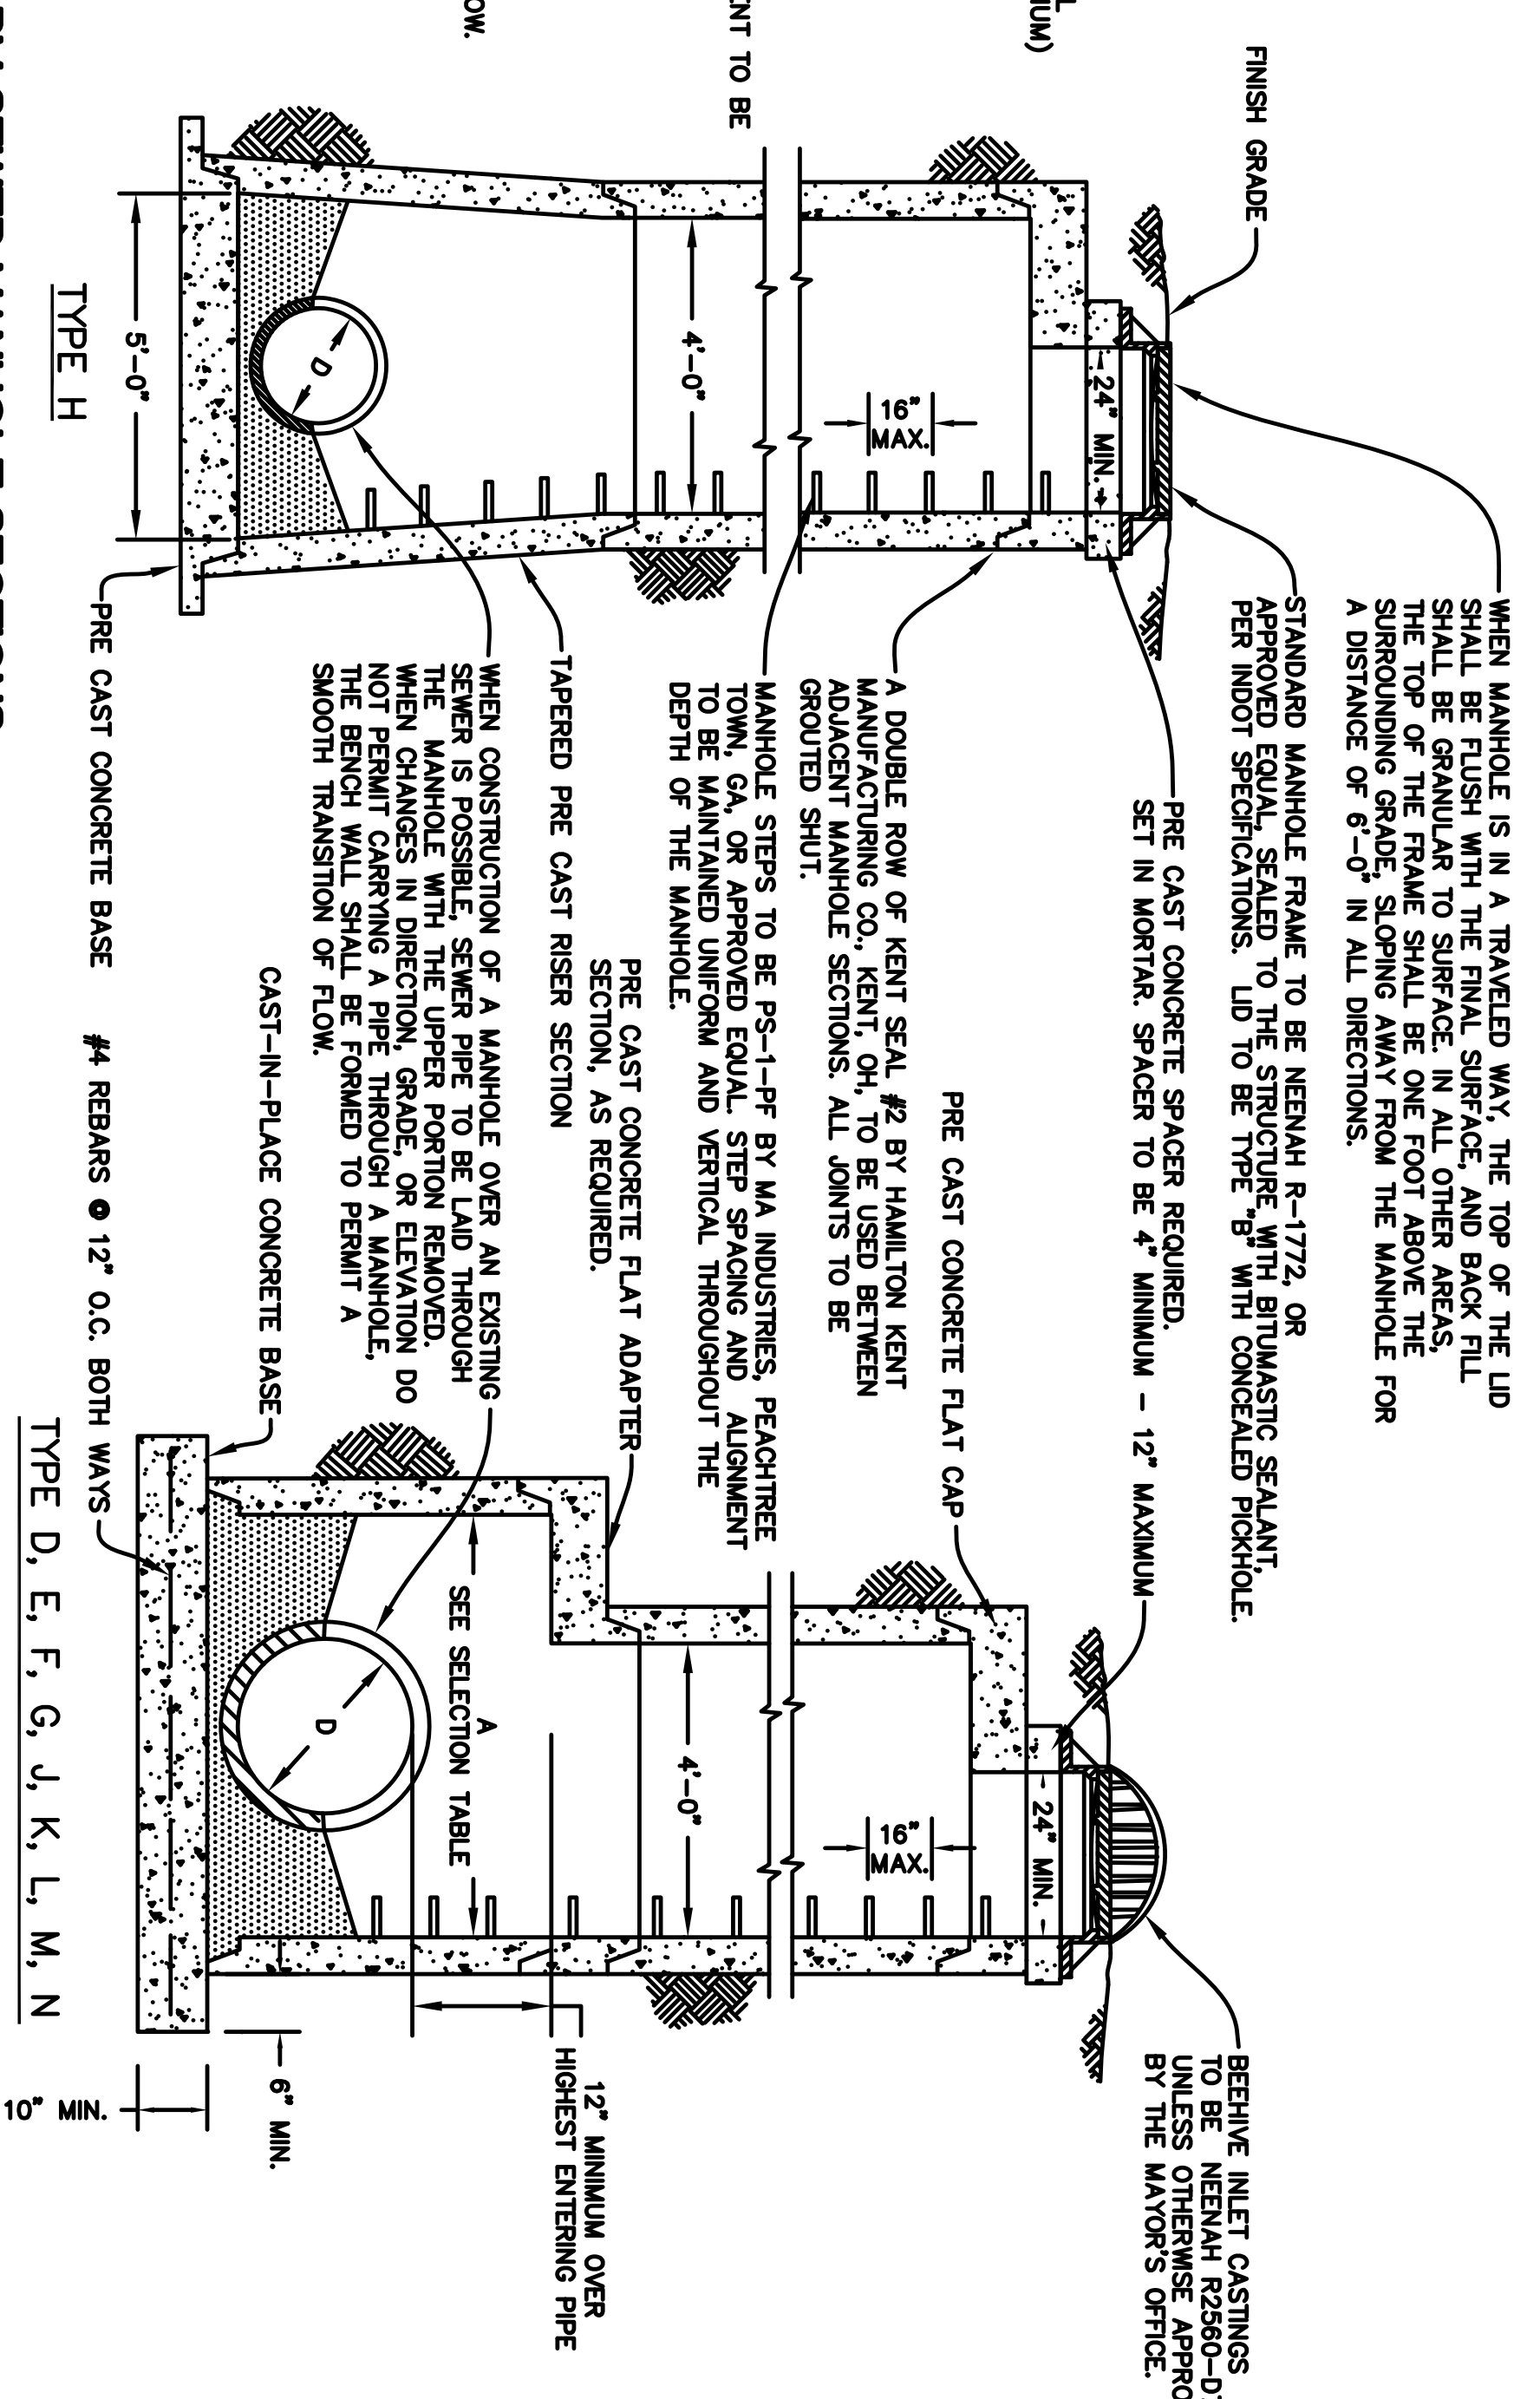 L
IUM)
ENT TO BE
OW.
FINISH GRADE
WHEN MANHOLE IS IN A TRAVELED WAY, THE TOP OF THE LID
SHALL BE FLUSH WITH THE FINAL SURFACE, AND BACK FILL
SHALL BE GRANULAR TO SURFACE. IN ALL OTHER AREAS,
THE TOP OF THE FRAME SHALL BE ONE FOOT ABOVE THE
SURROUNDING GRADE, SLOPING AWAY FROM THE MANHOLE FOR
A DISTANCE OF 6'-0" IN ALL DIRECTIONS.
STANDARD MANHOLE FRAME TO BE NEENAH R-1772, OR
APPROVED EQUAL, SEALED TO THE STRUCTURE WITH BITUMASTIC SEALANT,
PER INDOT SPECIFICATIONS. LID TO BE TYPE "B" WITH CONCEALED PICKHOLE.
PRE CAST CONCRETE SPACER REQUIRED.
SET IN MORTAR. SPACER TO BE 4" MINIMUM - 12" MAXIMUM
BEEHIVE INLET CASTINGS
TO BE NEENAH R2560-D
UNLESS OTHERWISE APPRO
BY THE MAYOR'S OFFICE.
24" MIN.
24" MIN.
PRE CAST CONCRETE FLAT CAP
A DOUBLE ROW OF KENT SEAL #2 BY HAMILTON KENT
MANUFACTURING CO., KENT, OH, TO BE USED BETWEEN
ADJACENT MANHOLE SECTIONS. ALL JOINTS TO BE
GROUTED SHUT.
16"
MAX.
16"
MAX.
MANHOLE STEPS TO BE PS-1-PF BY MA INDUSTRIES, PEACHTREE
TOWN, GA, OR APPROVED EQUAL. STEP SPACING AND ALIGNMENT
TO BE MAINTAINED UNIFORM AND VERTICAL THROUGHOUT THE
DEPTH OF THE MANHOLE.
4'-0"
4'-0"
PRE CAST CONCRETE FLAT ADAPTER
SECTION, AS REQUIRED.
12" MINIMUM OVER
HIGHEST ENTERING PIPE
TAPERED PRE CAST RISER SECTION
A
SEE SELECTION TABLE
WHEN CONSTRUCTION OF A MANHOLE OVER AN EXISTING
SEWER IS POSSIBLE, SEWER PIPE TO BE LAID THROUGH
THE MANHOLE WITH THE UPPER PORTION REMOVED.
WHEN CHANGES IN DIRECTION, GRADE, OR ELEVATION DO
NOT PERMIT CARRYING A PIPE THROUGH A MANHOLE,
THE BENCH WALL SHALL BE FORMED TO PERMIT A
SMOOTH TRANSITION OF FLOW.
D
D
CAST-IN-PLACE CONCRETE BASE
6" MIN.
5'-0"
PRE CAST CONCRETE BASE
#4 REBARS @ 12" O.C. BOTH WAYS
10" MIN.
TYPE H
TYPE D, E, F, G, J, K, L, M, N